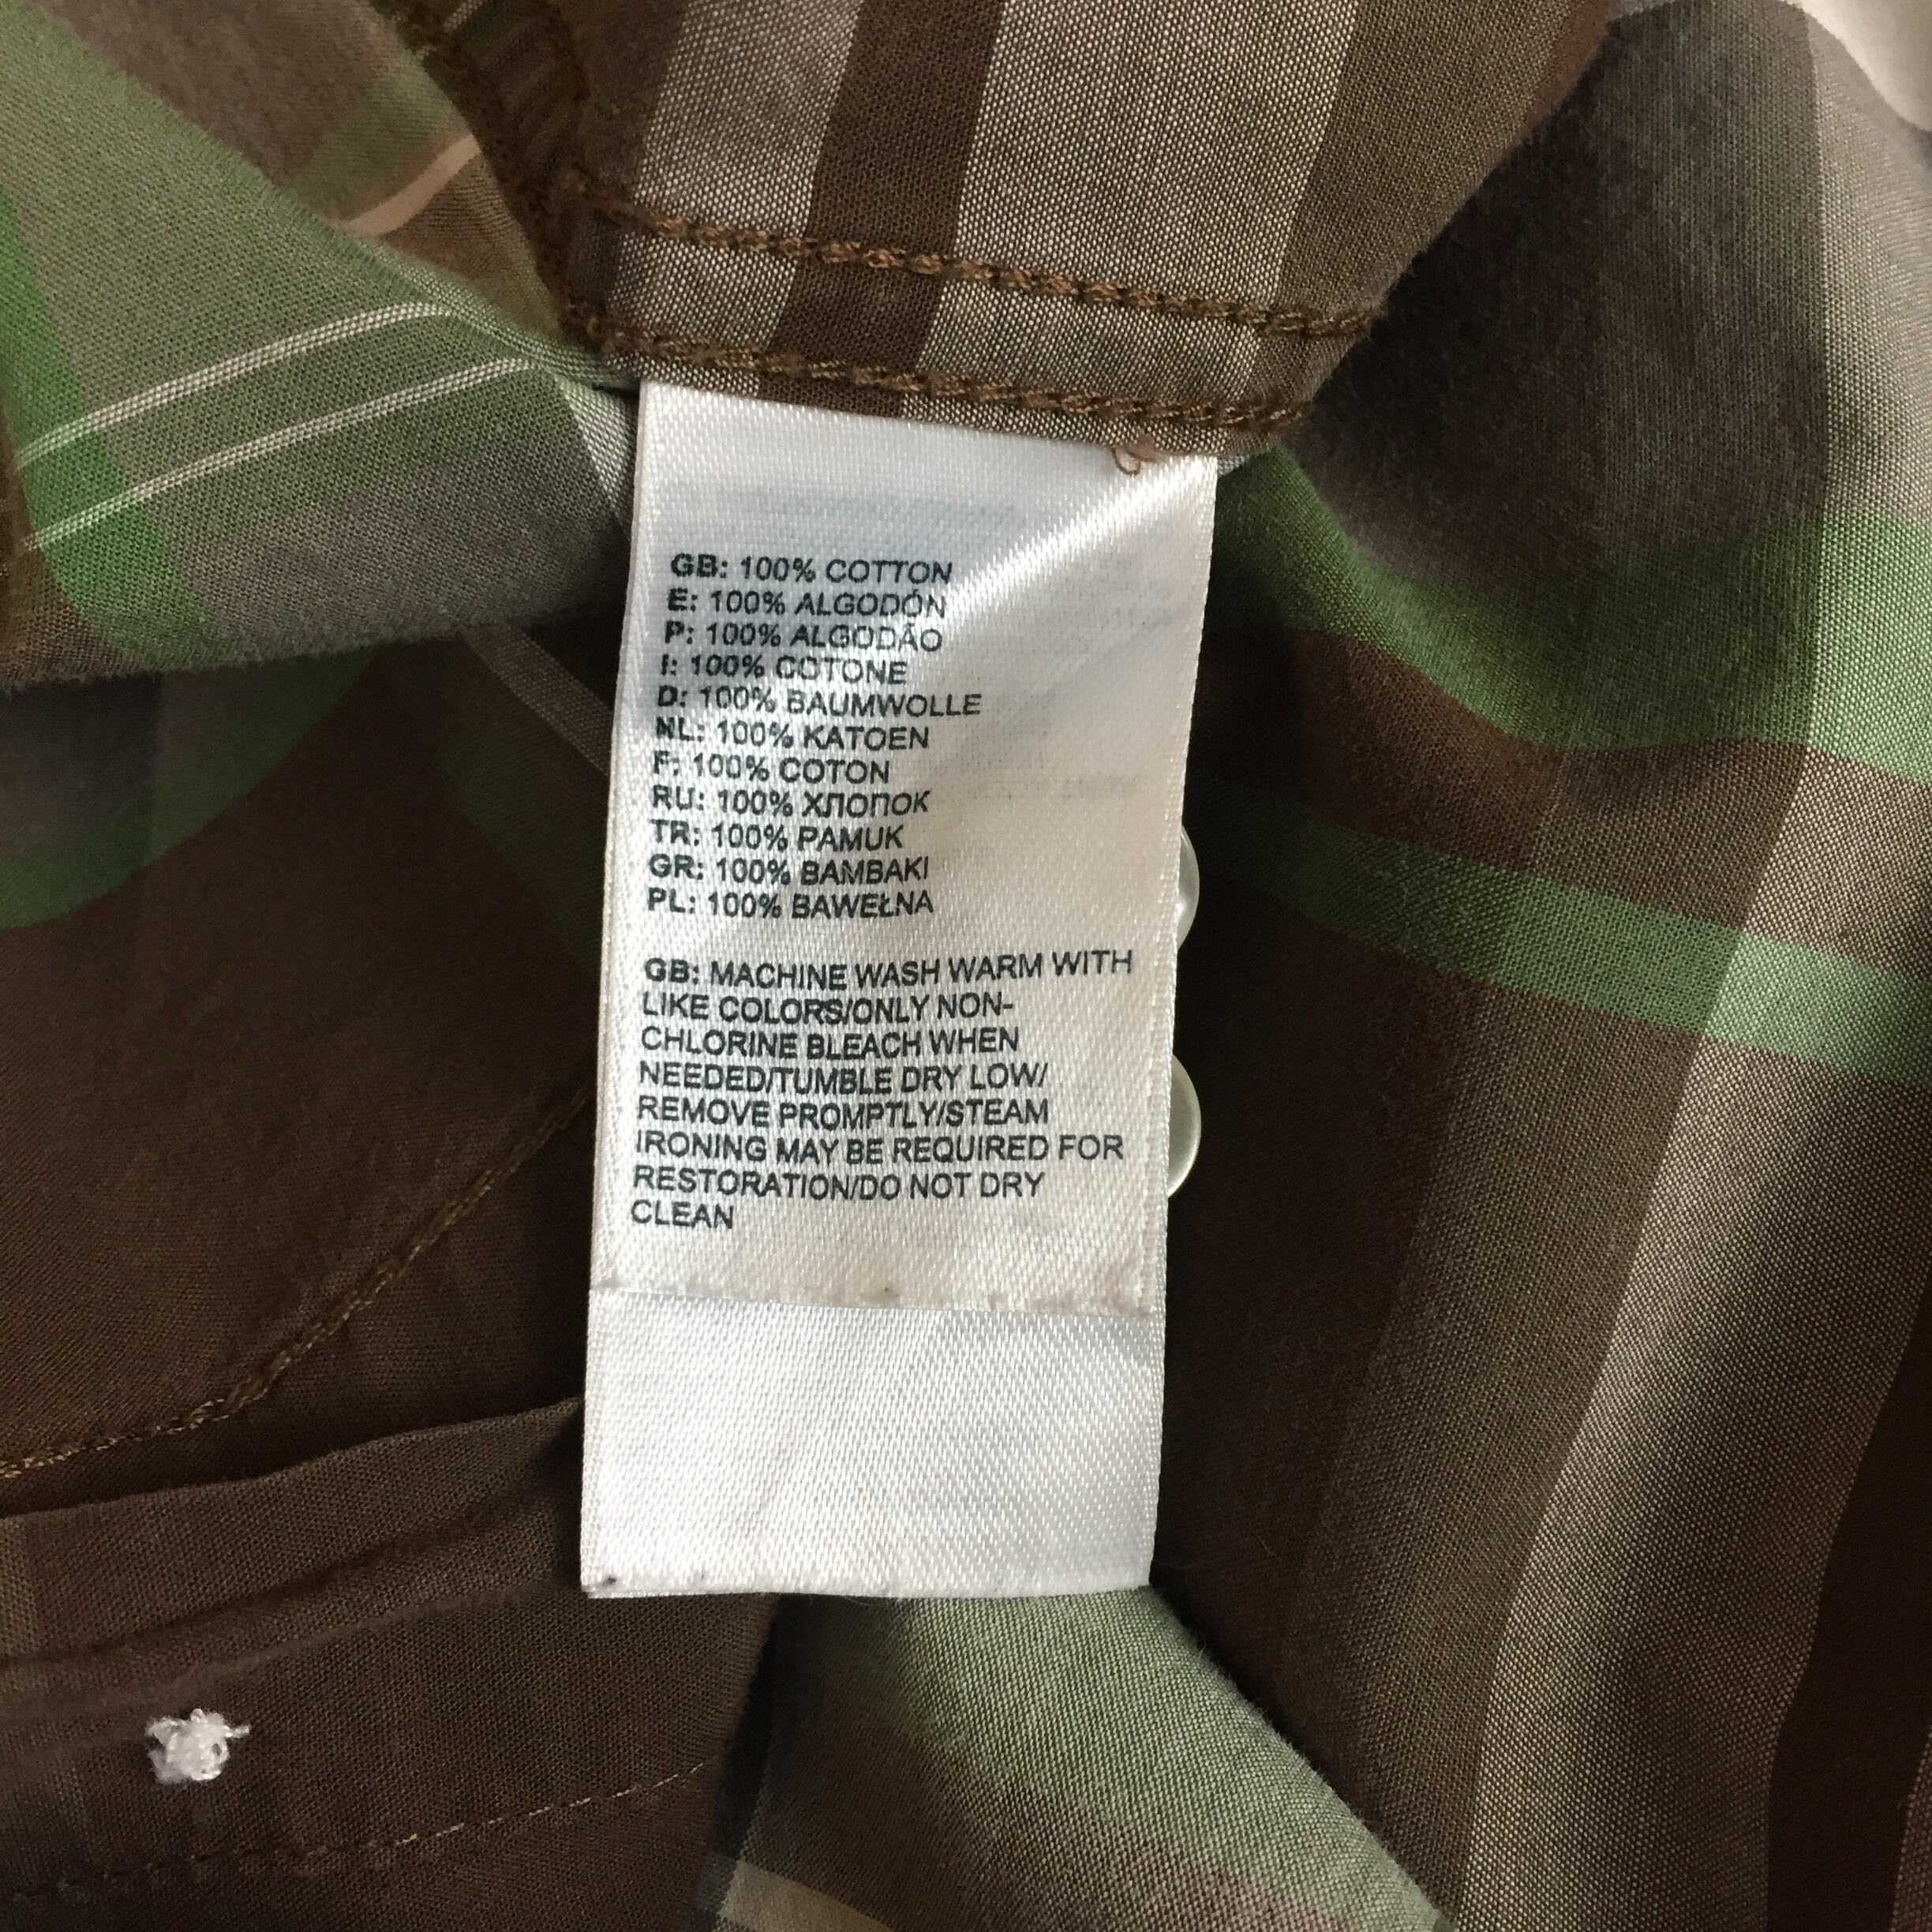 GB: 100% COTTON
E: 100% ALGODÓN
P: 100% ALGODÃO
I: 100% COTONE
D: 100% BAUMWOLLE
NL: 100% KATOEN
F: 100% COTON
RU: 100% ХЛОПОК
TR: 100% PAMUK
GR: 100% BAMBAKI
PL: 100% BAWEŁNA
GB: MACHINE WASH WARM WITH
LIKE COLORS/ONLY NON-
CHLORINE BLEACH WHEN
NEEDED/TUMBLE DRY LOW/
REMOVE PROMPTLY/STEAM
IRONING MAY BE REQUIRED FOR
RESTORATION/DO NOT DRY
CLEAN